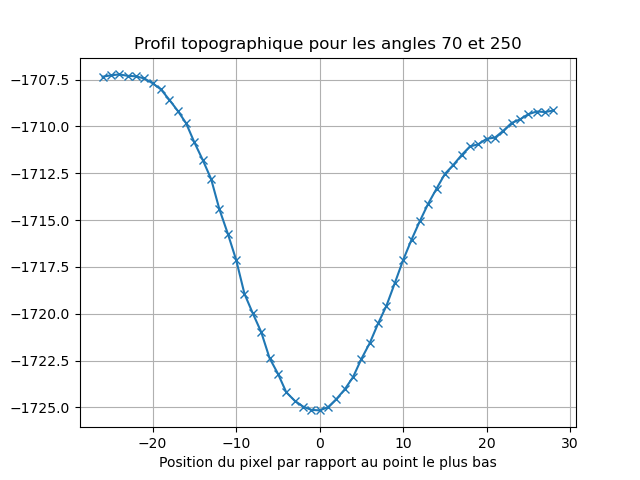 Profil topographique pour les angles 70 et 250
−1707.5
−1710.0
−1712.5
−1715.0
−1717.5
−1720.0
−1722.5
−1725.0
−20 −10 0 10 20 30
Position du pixel par rapport au point le plus bas